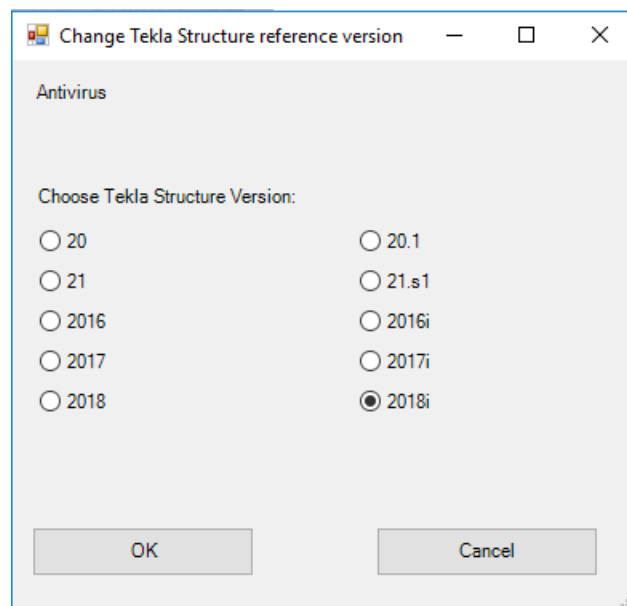 Change Tekla Structure reference version
Antivirus
Choose Tekla Structure Version:
20 20.1
21 21.s1
2016 2016i
2017 2017i
2018 2018i
OK Cancel